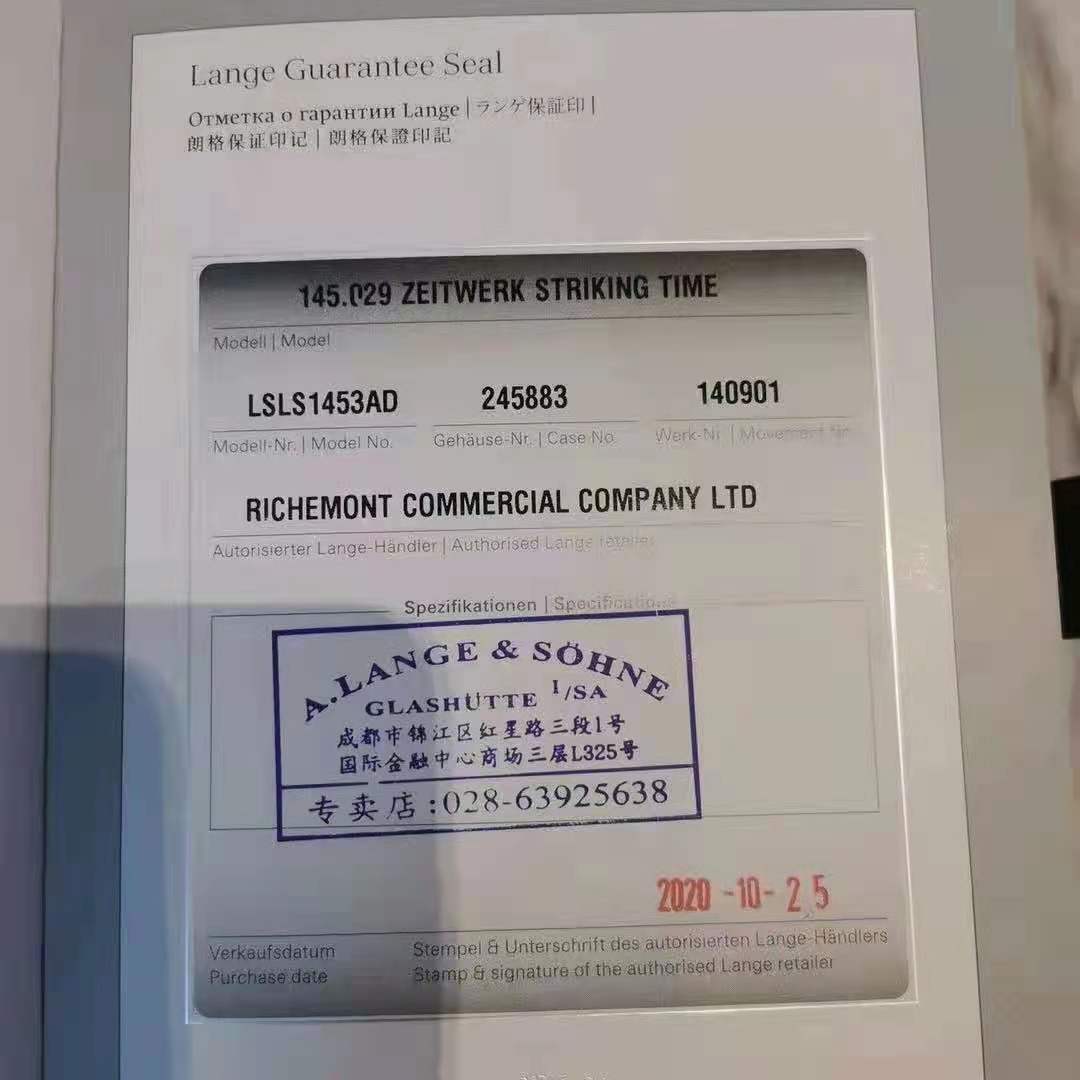 Lange Guarantee Seal
Отметка о гарантии Lange | ランゲ保証印 |
朗格保证印记 | 朗格保證印記
145.029 ZEITWERK STRIKING TIME
Modell | Model
LSLS1453AD 245883 140901
Modell-Nr. | Model No. Gehäuse-Nr. | Case No. Werk-Nr. | Movement Nr.
RICHEMONT COMMERCIAL COMPANY LTD
Autorisierter Lange-Händler | Authorised Lange retailer
Spezifikationen | Specifications
A.LANGE & SÖHNE
GLASHÜTTE I/SA
成都市锦江区红星路三段1号
国际金融中心商场三层L325号
专卖店:028-63925638
2020-10-25
Verkaufsdatum Stempel & Unterschrift des autorisierten Lange-Händlers
Purchase date Stamp & signature of the authorised Lange retailer